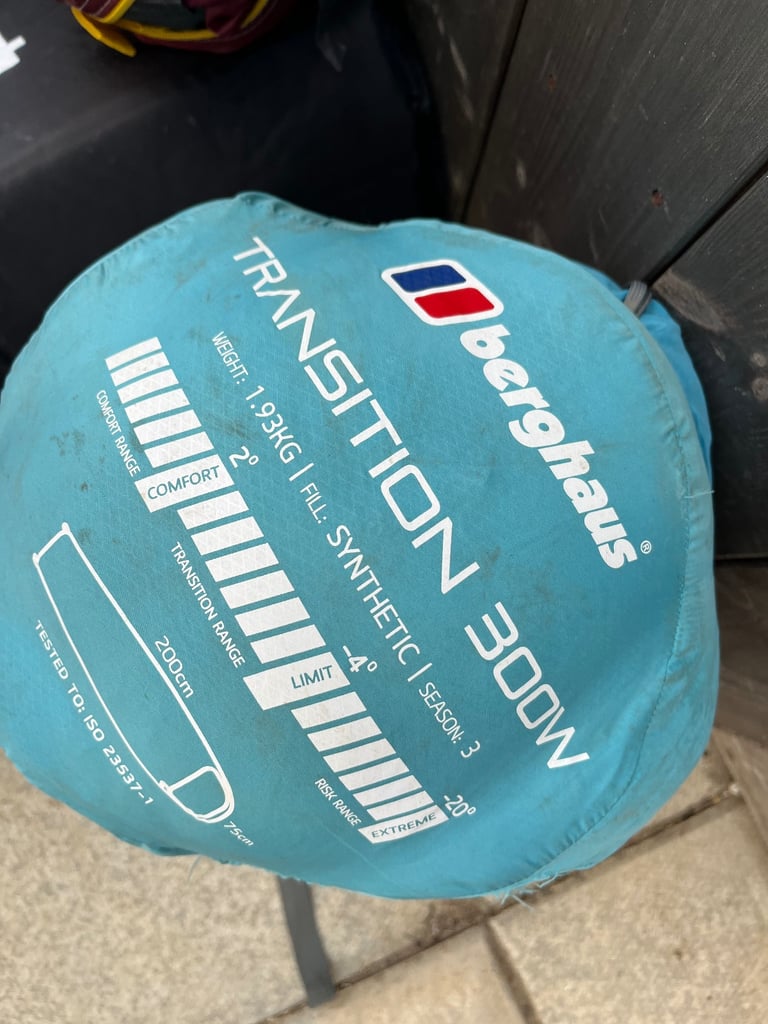 berghaus®
TRANSITION 300W
WEIGHT: 1.93KG | FILL: SYNTHETIC | SEASON: 3
2° -4° -20°
COMFORT LIMIT EXTREME
COMFORT RANGE TRANSITION RANGE RISK RANGE
200cm
75cm
TESTED TO: ISO 23537-1